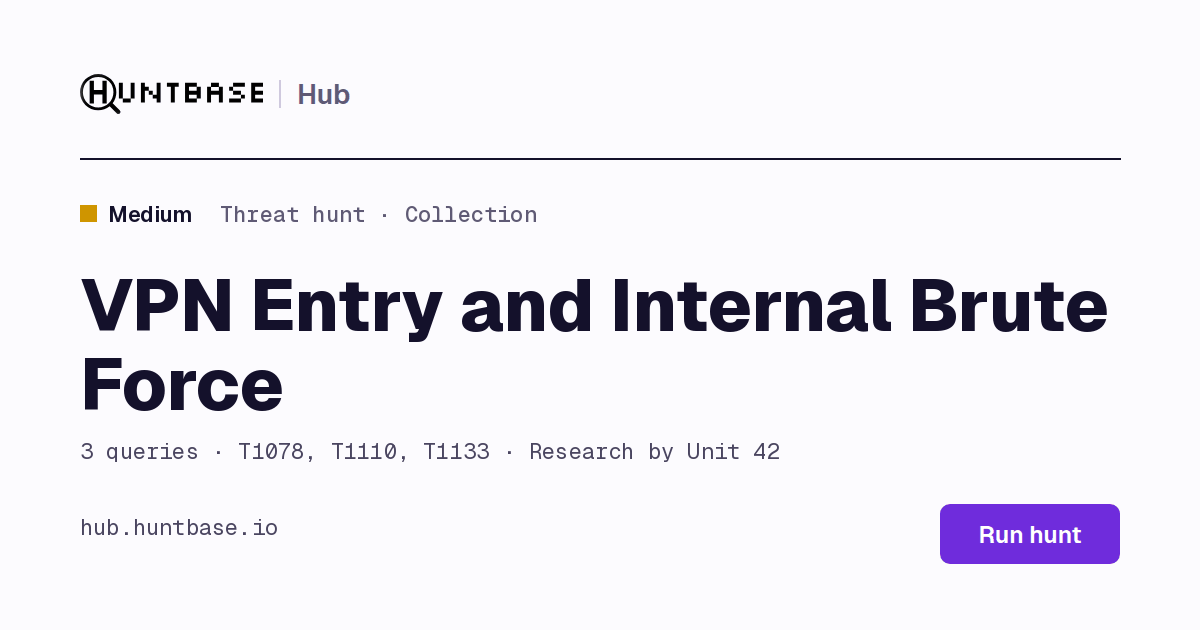 HUNTBASE | Hub
Medium Threat hunt · Collection
VPN Entry and Internal Brute
Force
3 queries · T1078, T1110, T1133 · Research by Unit 42
hub.huntbase.io
Run hunt